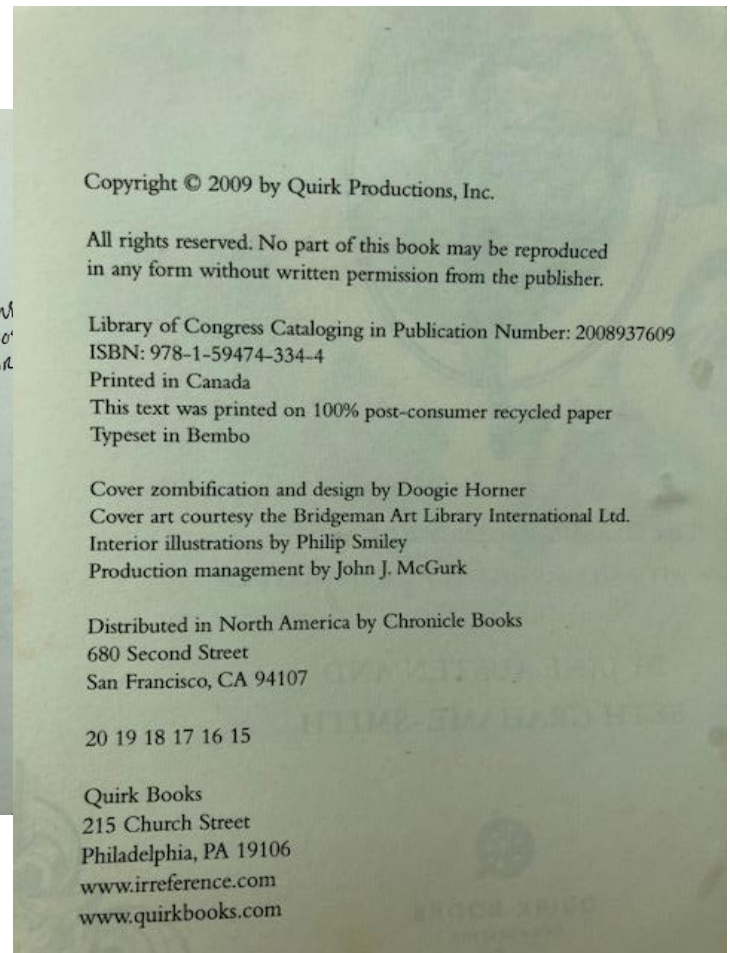 Copyright © 2009 by Quirk Productions, Inc.
All rights reserved. No part of this book may be reproduced
in any form without written permission from the publisher.
Library of Congress Cataloging in Publication Number: 2008937609
ISBN: 978-1-59474-334-4
Printed in Canada
This text was printed on 100% post-consumer recycled paper
Typeset in Bembo
Cover zombification and design by Doogie Horner
Cover art courtesy the Bridgeman Art Library International Ltd.
Interior illustrations by Philip Smiley
Production management by John J. McGurk
Distributed in North America by Chronicle Books
680 Second Street
San Francisco, CA 94107
20 19 18 17 16 15
Quirk Books
215 Church Street
Philadelphia, PA 19106
www.irreference.com
www.quirkbooks.com